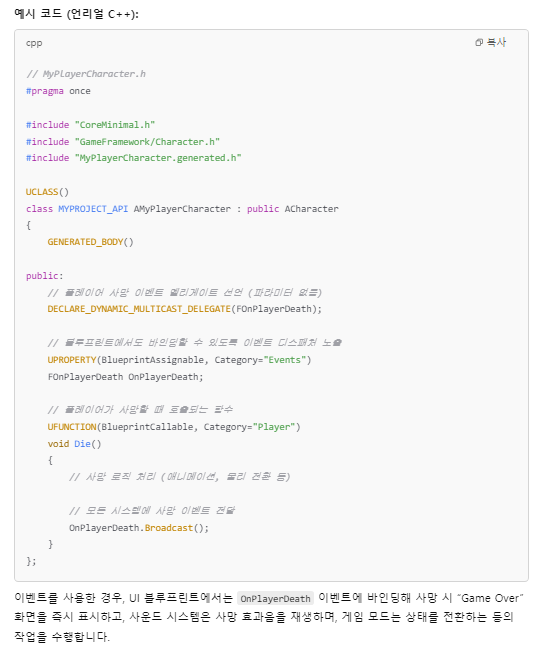 예시 코드 (언리얼 C++):
cpp
복사
// MyPlayerCharacter.h
#pragma once
#include "CoreMinimal.h"
#include "GameFramework/Character.h"
#include "MyPlayerCharacter.generated.h"
UCLASS()
class MYPROJECT_API AMyPlayerCharacter : public ACharacter
{
GENERATED_BODY()
public:
// 플레이어 사망 이벤트 델리게이트 선언 (파라미터 없음)
DECLARE_DYNAMIC_MULTICAST_DELEGATE(FOnPlayerDeath);
// 블루프린트에서도 바인딩할 수 있도록 이벤트 디스패처 노출
UPROPERTY(BlueprintAssignable, Category="Events")
FOnPlayerDeath OnPlayerDeath;
// 플레이어가 사망할 때 호출되는 함수
UFUNCTION(BlueprintCallable, Category="Player")
void Die()
{
// 사망 로직 처리 (애니메이션, 물리 전환 등)
// 모든 시스템에 사망 이벤트 전달
OnPlayerDeath.Broadcast();
}
};
이벤트를 사용한 경우, UI 블루프린트에서는 OnPlayerDeath 이벤트에 바인딩해 사망 시 “Game Over”
화면을 즉시 표시하고, 사운드 시스템은 사망 효과음을 재생하며, 게임 모드는 상태를 전환하는 등의
작업을 수행합니다.